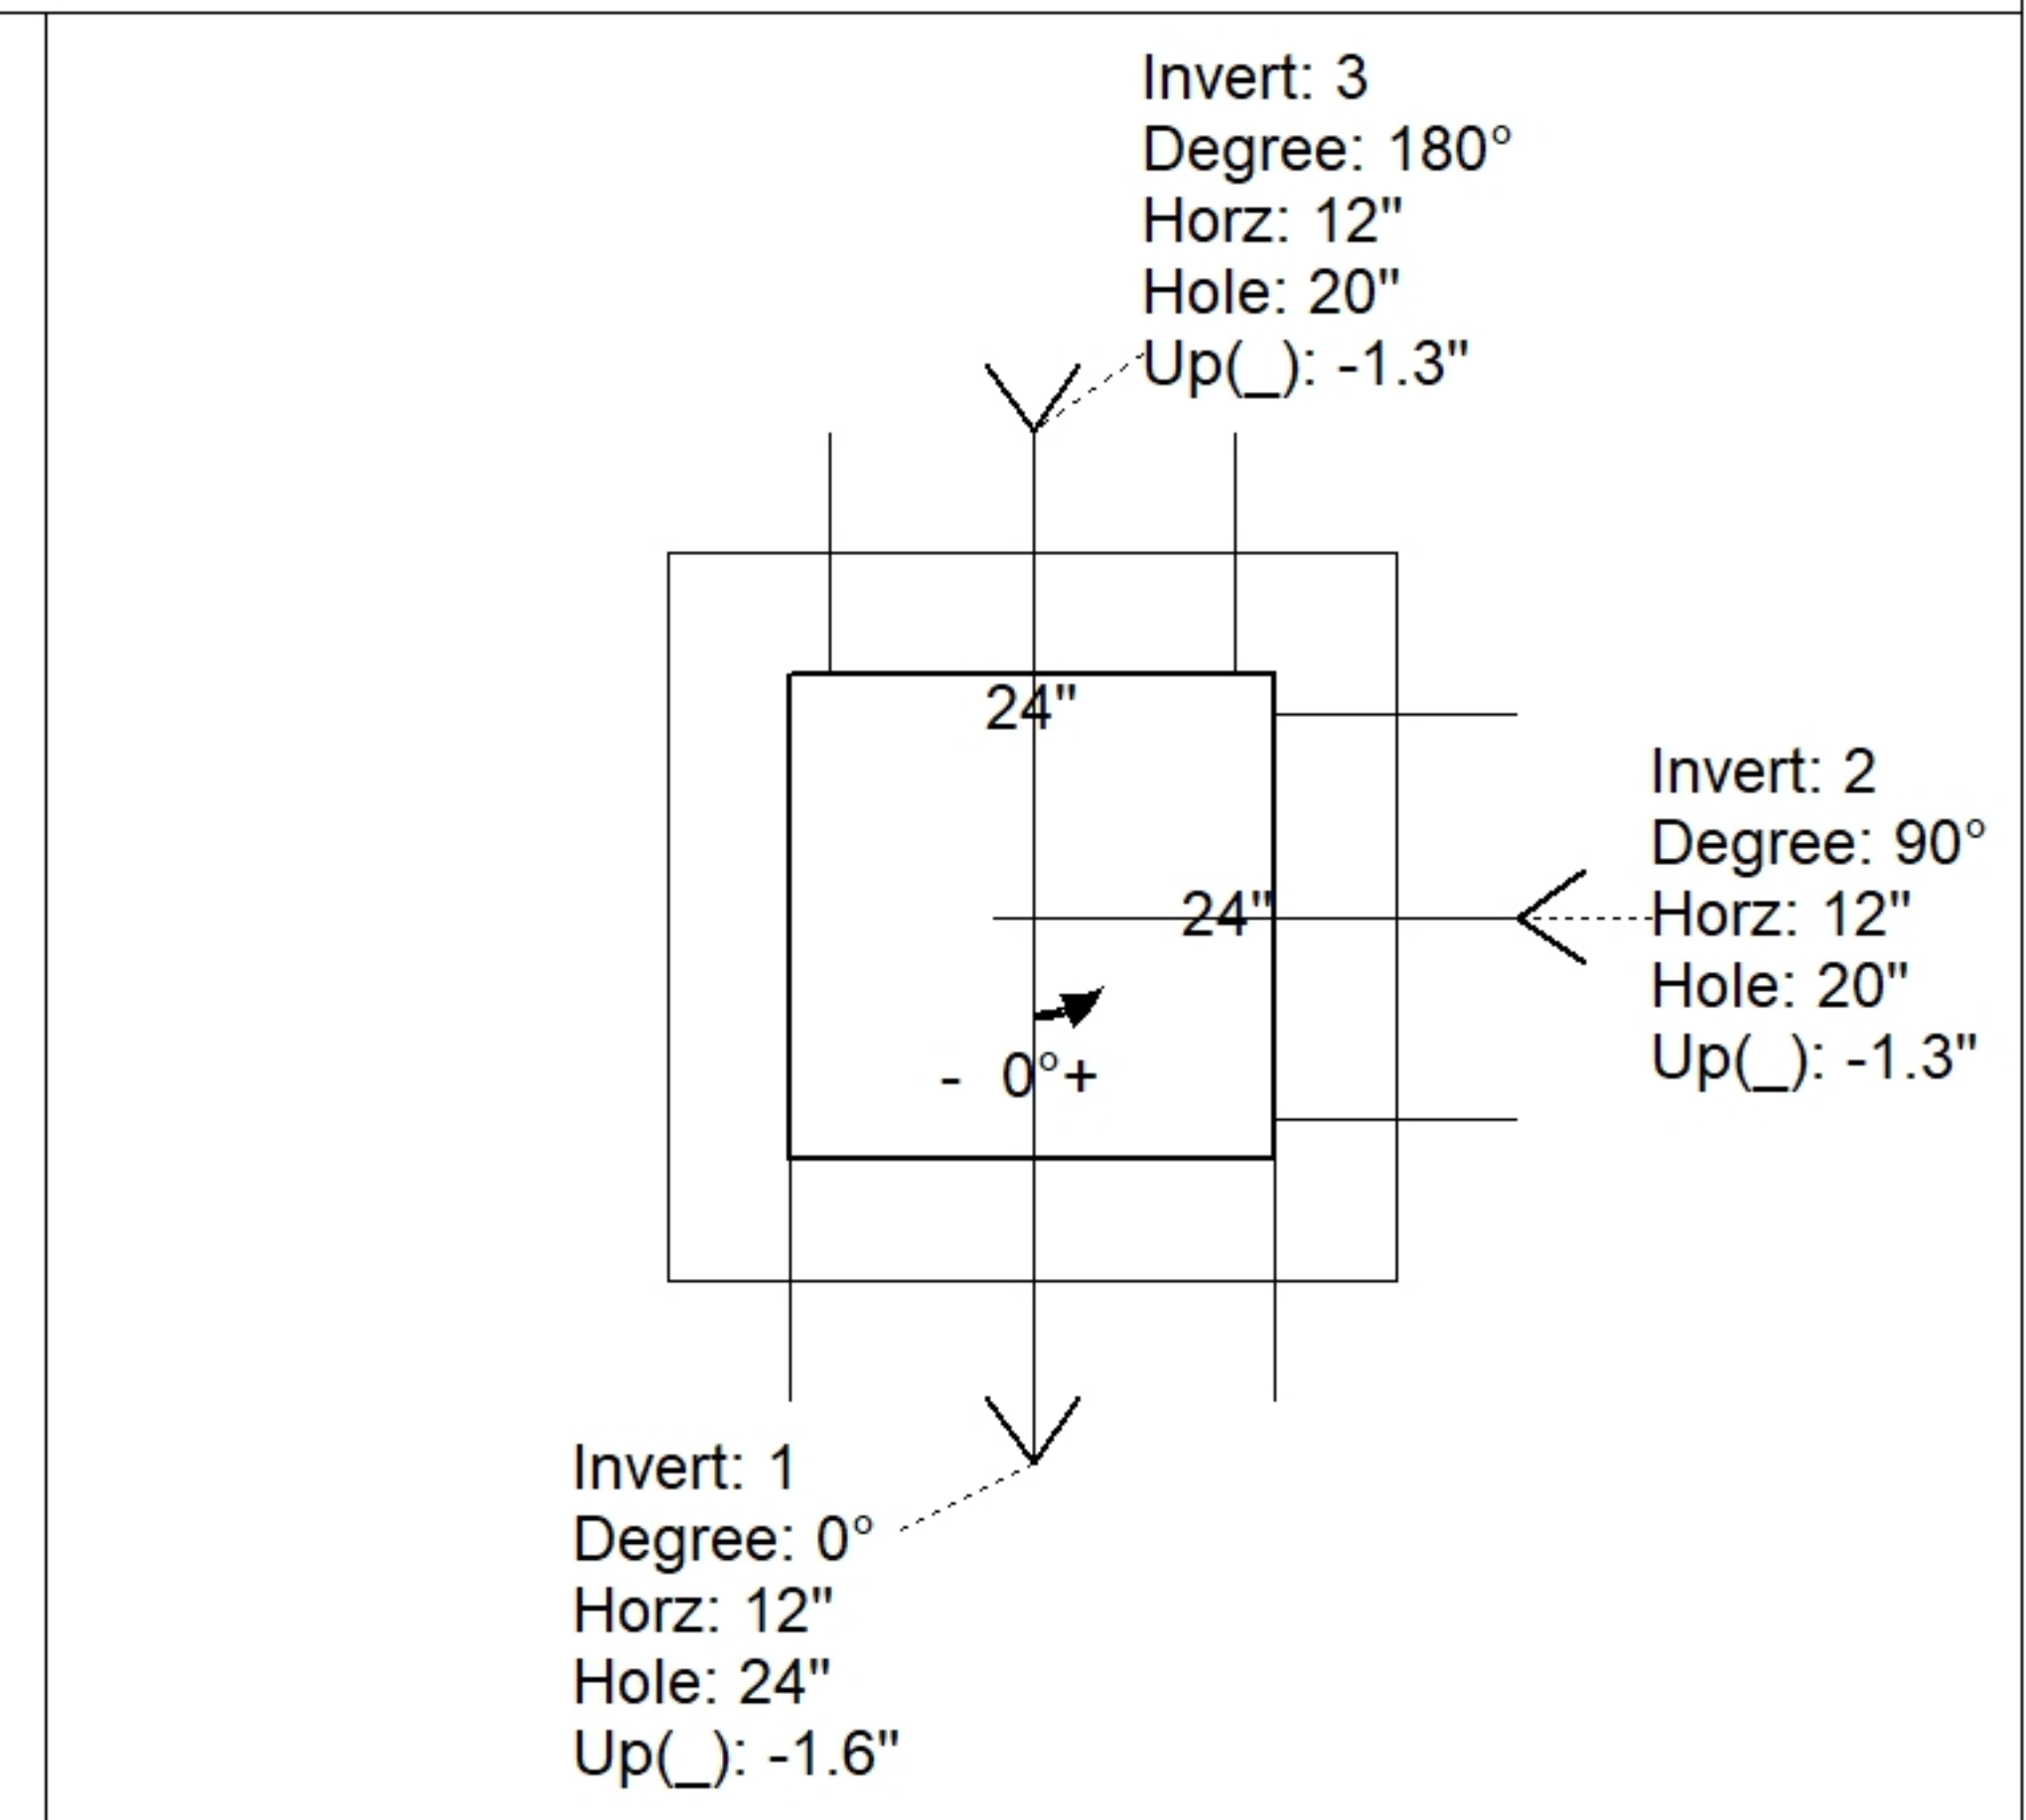 Invert: 3
Degree: 180°
Horz: 12"
Hole: 20"
Up(_): -1.3"
24"
24"
Invert: 2
Degree: 90°
Horz: 12"
Hole: 20"
Up(_): -1.3"
- 0°+
Invert: 1
Degree: 0°
Horz: 12"
Hole: 24"
Up(_): -1.6"